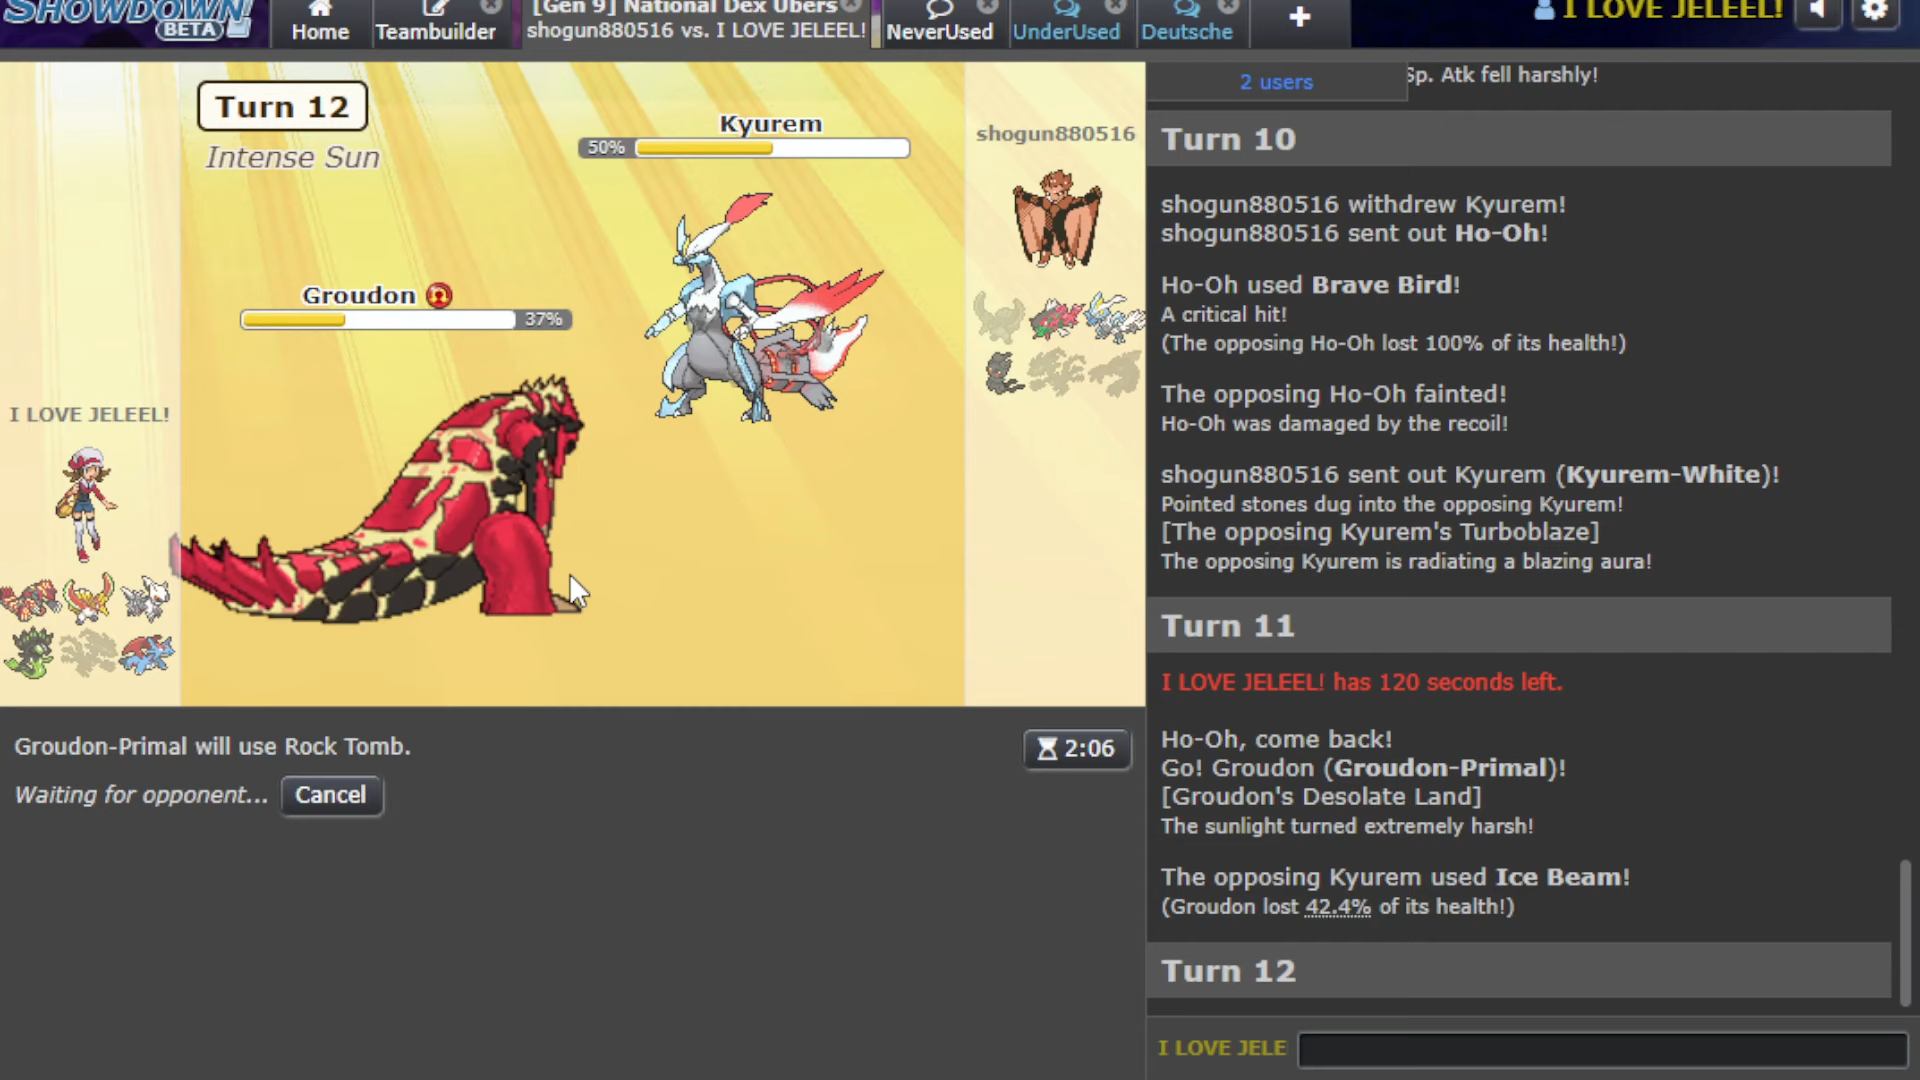 SHOWDOWN
BETA
Home
Teambuilder
[Gen 9] National Dex Ubers
shogun880516 vs. I LOVE JELEEL!
NeverUsed
UnderUsed
Deutsche
+
I LOVE JELEEL!
Turn 12
Intense Sun
Kyurem
50%
Groudon
37%
I LOVE JELEEL!
shogun880516
Groudon-Primal will use Rock Tomb.
2:06
Waiting for opponent...
Cancel
2 users
Sp. Atk fell harshly!
Turn 10
shogun880516 withdrew Kyurem!
shogun880516 sent out Ho-Oh!
Ho-Oh used Brave Bird!
A critical hit!
(The opposing Ho-Oh lost 100% of its health!)
The opposing Ho-Oh fainted!
Ho-Oh was damaged by the recoil!
shogun880516 sent out Kyurem (Kyurem-White)!
Pointed stones dug into the opposing Kyurem!
[The opposing Kyurem's Turboblaze]
The opposing Kyurem is radiating a blazing aura!
Turn 11
I LOVE JELEEL! has 120 seconds left.
Ho-Oh, come back!
Go! Groudon (Groudon-Primal)!
[Groudon's Desolate Land]
The sunlight turned extremely harsh!
The opposing Kyurem used Ice Beam!
(Groudon lost 42.4% of its health!)
Turn 12
I LOVE JELE